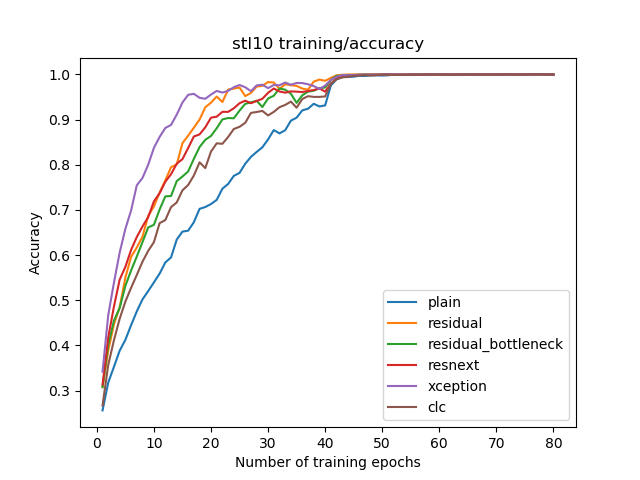 stl10 training/accuracy
Accuracy
1.0
0.9
0.8
0.7
0.6
0.5
0.4
0.3
plain
residual
residual_bottleneck
resnext
xception
clc
0 10 20 30 40 50 60 70 80
Number of training epochs